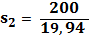 s₂ = 200/19,94